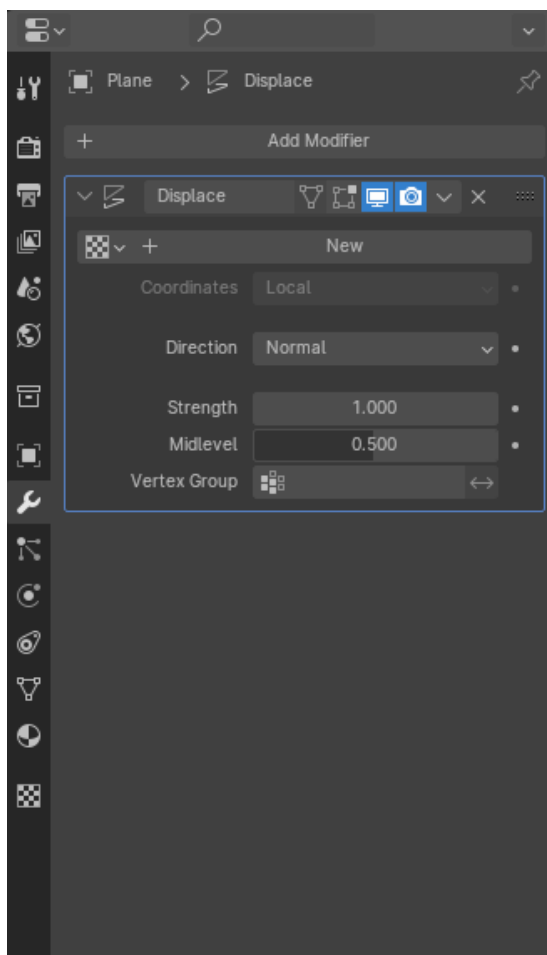 Plane > Displace
Add Modifier
Displace
New
Coordinates Local
Direction Normal
Strength 1.000
Midlevel 0.500
Vertex Group